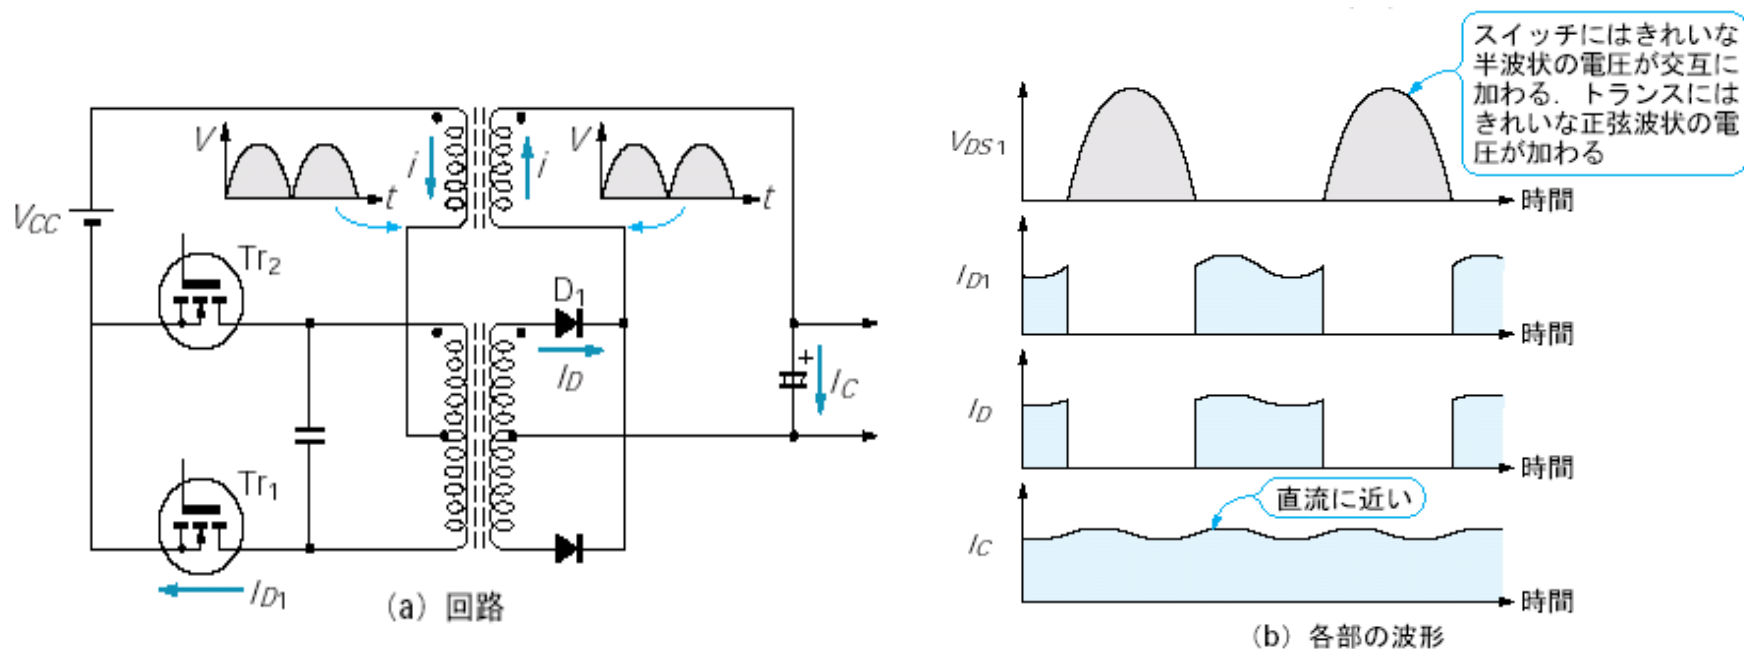 スイッチにはきれいな
半波状の電圧が交互に
加わる．トランスには
きれいな正弦波状の電
圧が加わる
V
t
i
i
V
t
VCC
Tr2
D1
ID
IC
+
Tr1
ID1
(a) 回路
VDS1
時間
ID1
時間
ID
時間
直流に近い
IC
時間
(b) 各部の波形